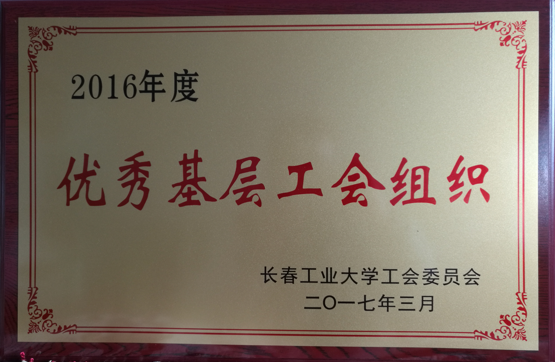 2016年度
优秀基层工会组织
长春工业大学工会委员会
二〇一七年三月